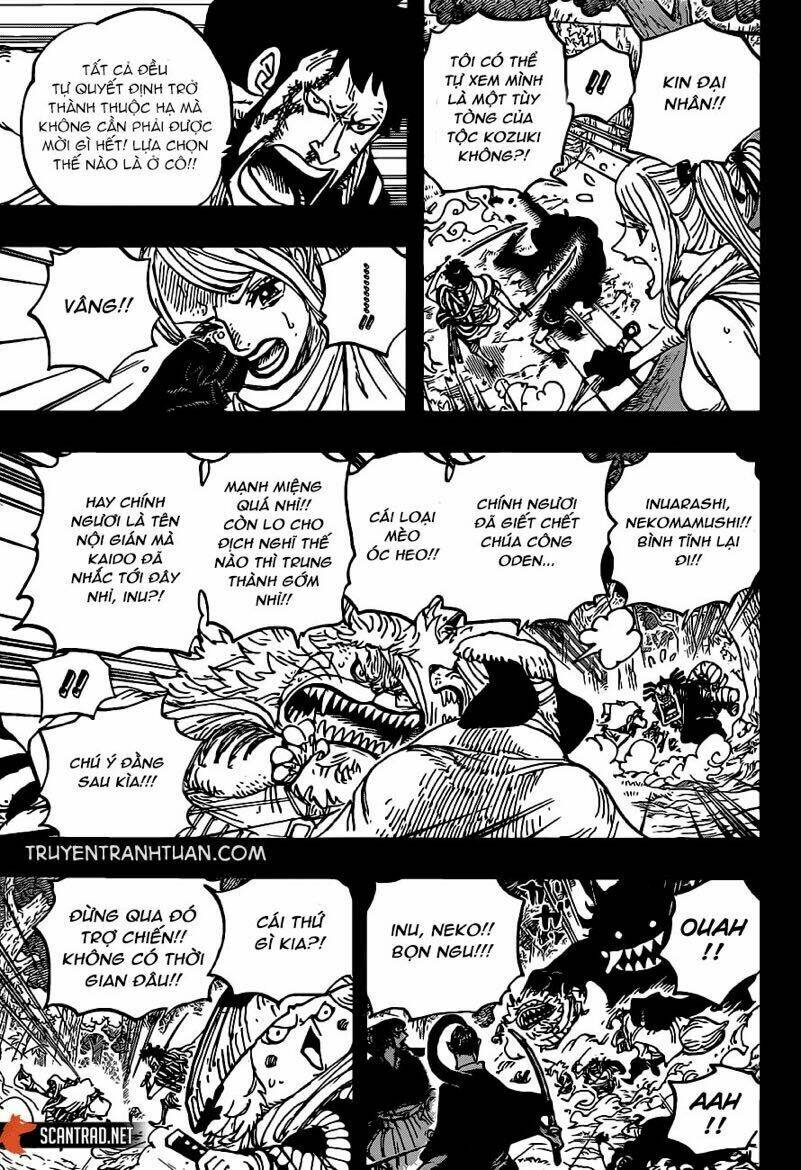 KIN ĐẠI
NHÂN!!
!!
TÔI CÓ THỂ
TỰ XEM MÌNH
LÀ MỘT TÙY
TÒNG CỦA
TỘC KOZUKI
KHÔNG?!
TẤT CẢ ĐỀU
TỰ QUYẾT ĐỊNH TRỞ
THÀNH THUỘC HẠ MÀ
KHÔNG CẦN PHẢI ĐƯỢC
MỜI GÌ HẾT! LỰA CHỌN
THẾ NÀO LÀ Ở CÔ!!
.......!!
VÂNG!!
INUARASHI,
NEKOMAMUSHI!!
BÌNH TĨNH LẠI
ĐI!!
CHÍNH NGƯƠI
ĐÃ GIẾT CHẾT
CHÚA CÔNG
ODEN...
CÁI LOẠI
MÈO
ÓC HEO!!
MẠNH MIỆNG
QUÁ NHỈ!!
CÒN LO CHO
ĐỊCH NGHĨ THẾ
NÀO THÌ TRUNG
THÀNH GỚM
NHỈ!!
HAY CHÍNH
NGƯƠI LÀ TÊN
NỘI GIÁN MÀ
KAIDO ĐÃ
NHẮC TỚI ĐÂY
NHỈ, INU?!
!!
CHÚ Ý ĐẰNG
SAU KÌA!!!
TRUYENTRANHTUAN.COM
OUAH
!!
INU, NEKO!!
BỌN NGU!!!
AAH
!!
CÁI THỨ
GÌ KIA?!
ĐỪNG QUA ĐÓ
TRỢ CHIẾN!!
KHÔNG CÓ THỜI
GIAN ĐÂU!!
SCANTRAD.NET